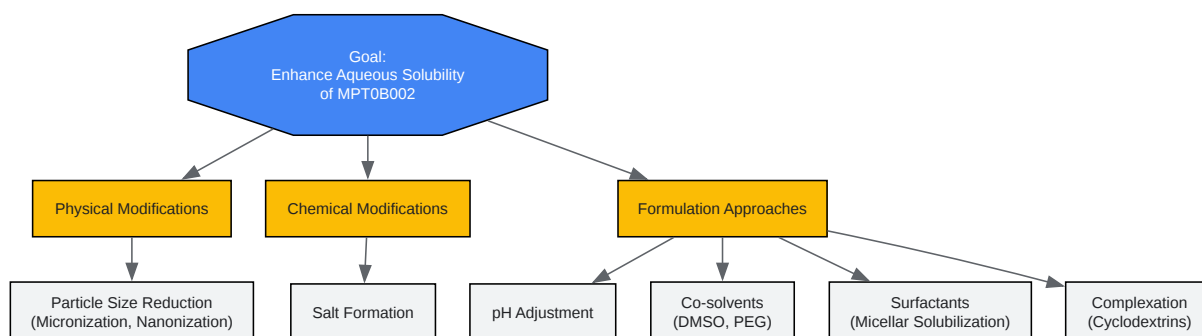 Goal:
Enhance Aqueous Solubility
of MPT0B002
Physical Modifications
Chemical Modifications
Formulation Approaches
Particle Size Reduction
(Micronization, Nanonization)
Salt Formation
pH Adjustment
Co-solvents
(DMSO, PEG)
Surfactants
(Micellar Solubilization)
Complexation
(Cyclodextrins)